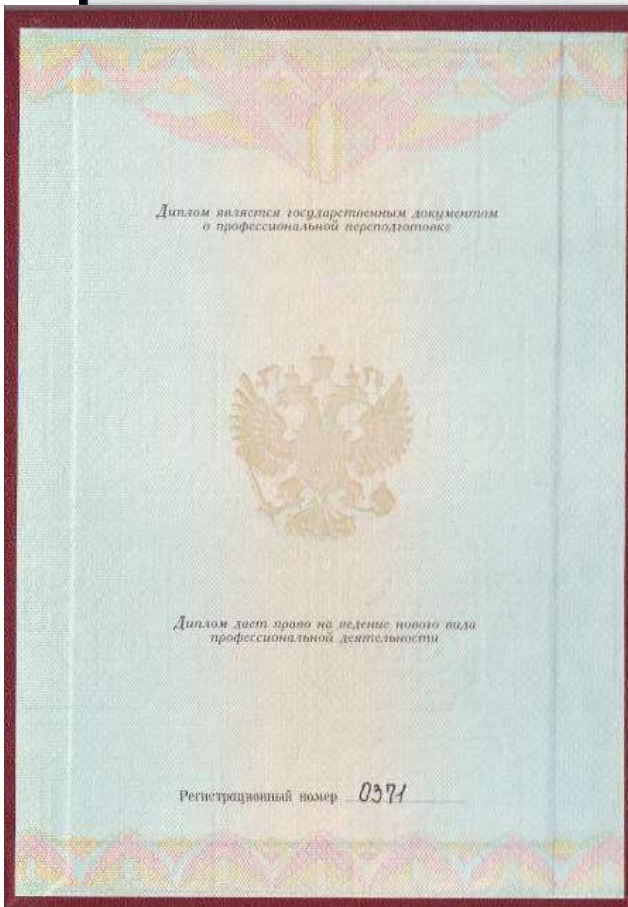 Диплом является государственным документом
о профессиональной переподготовке
Диплом дает право на ведение нового вида
профессиональной деятельности
Регистрационный номер 0371